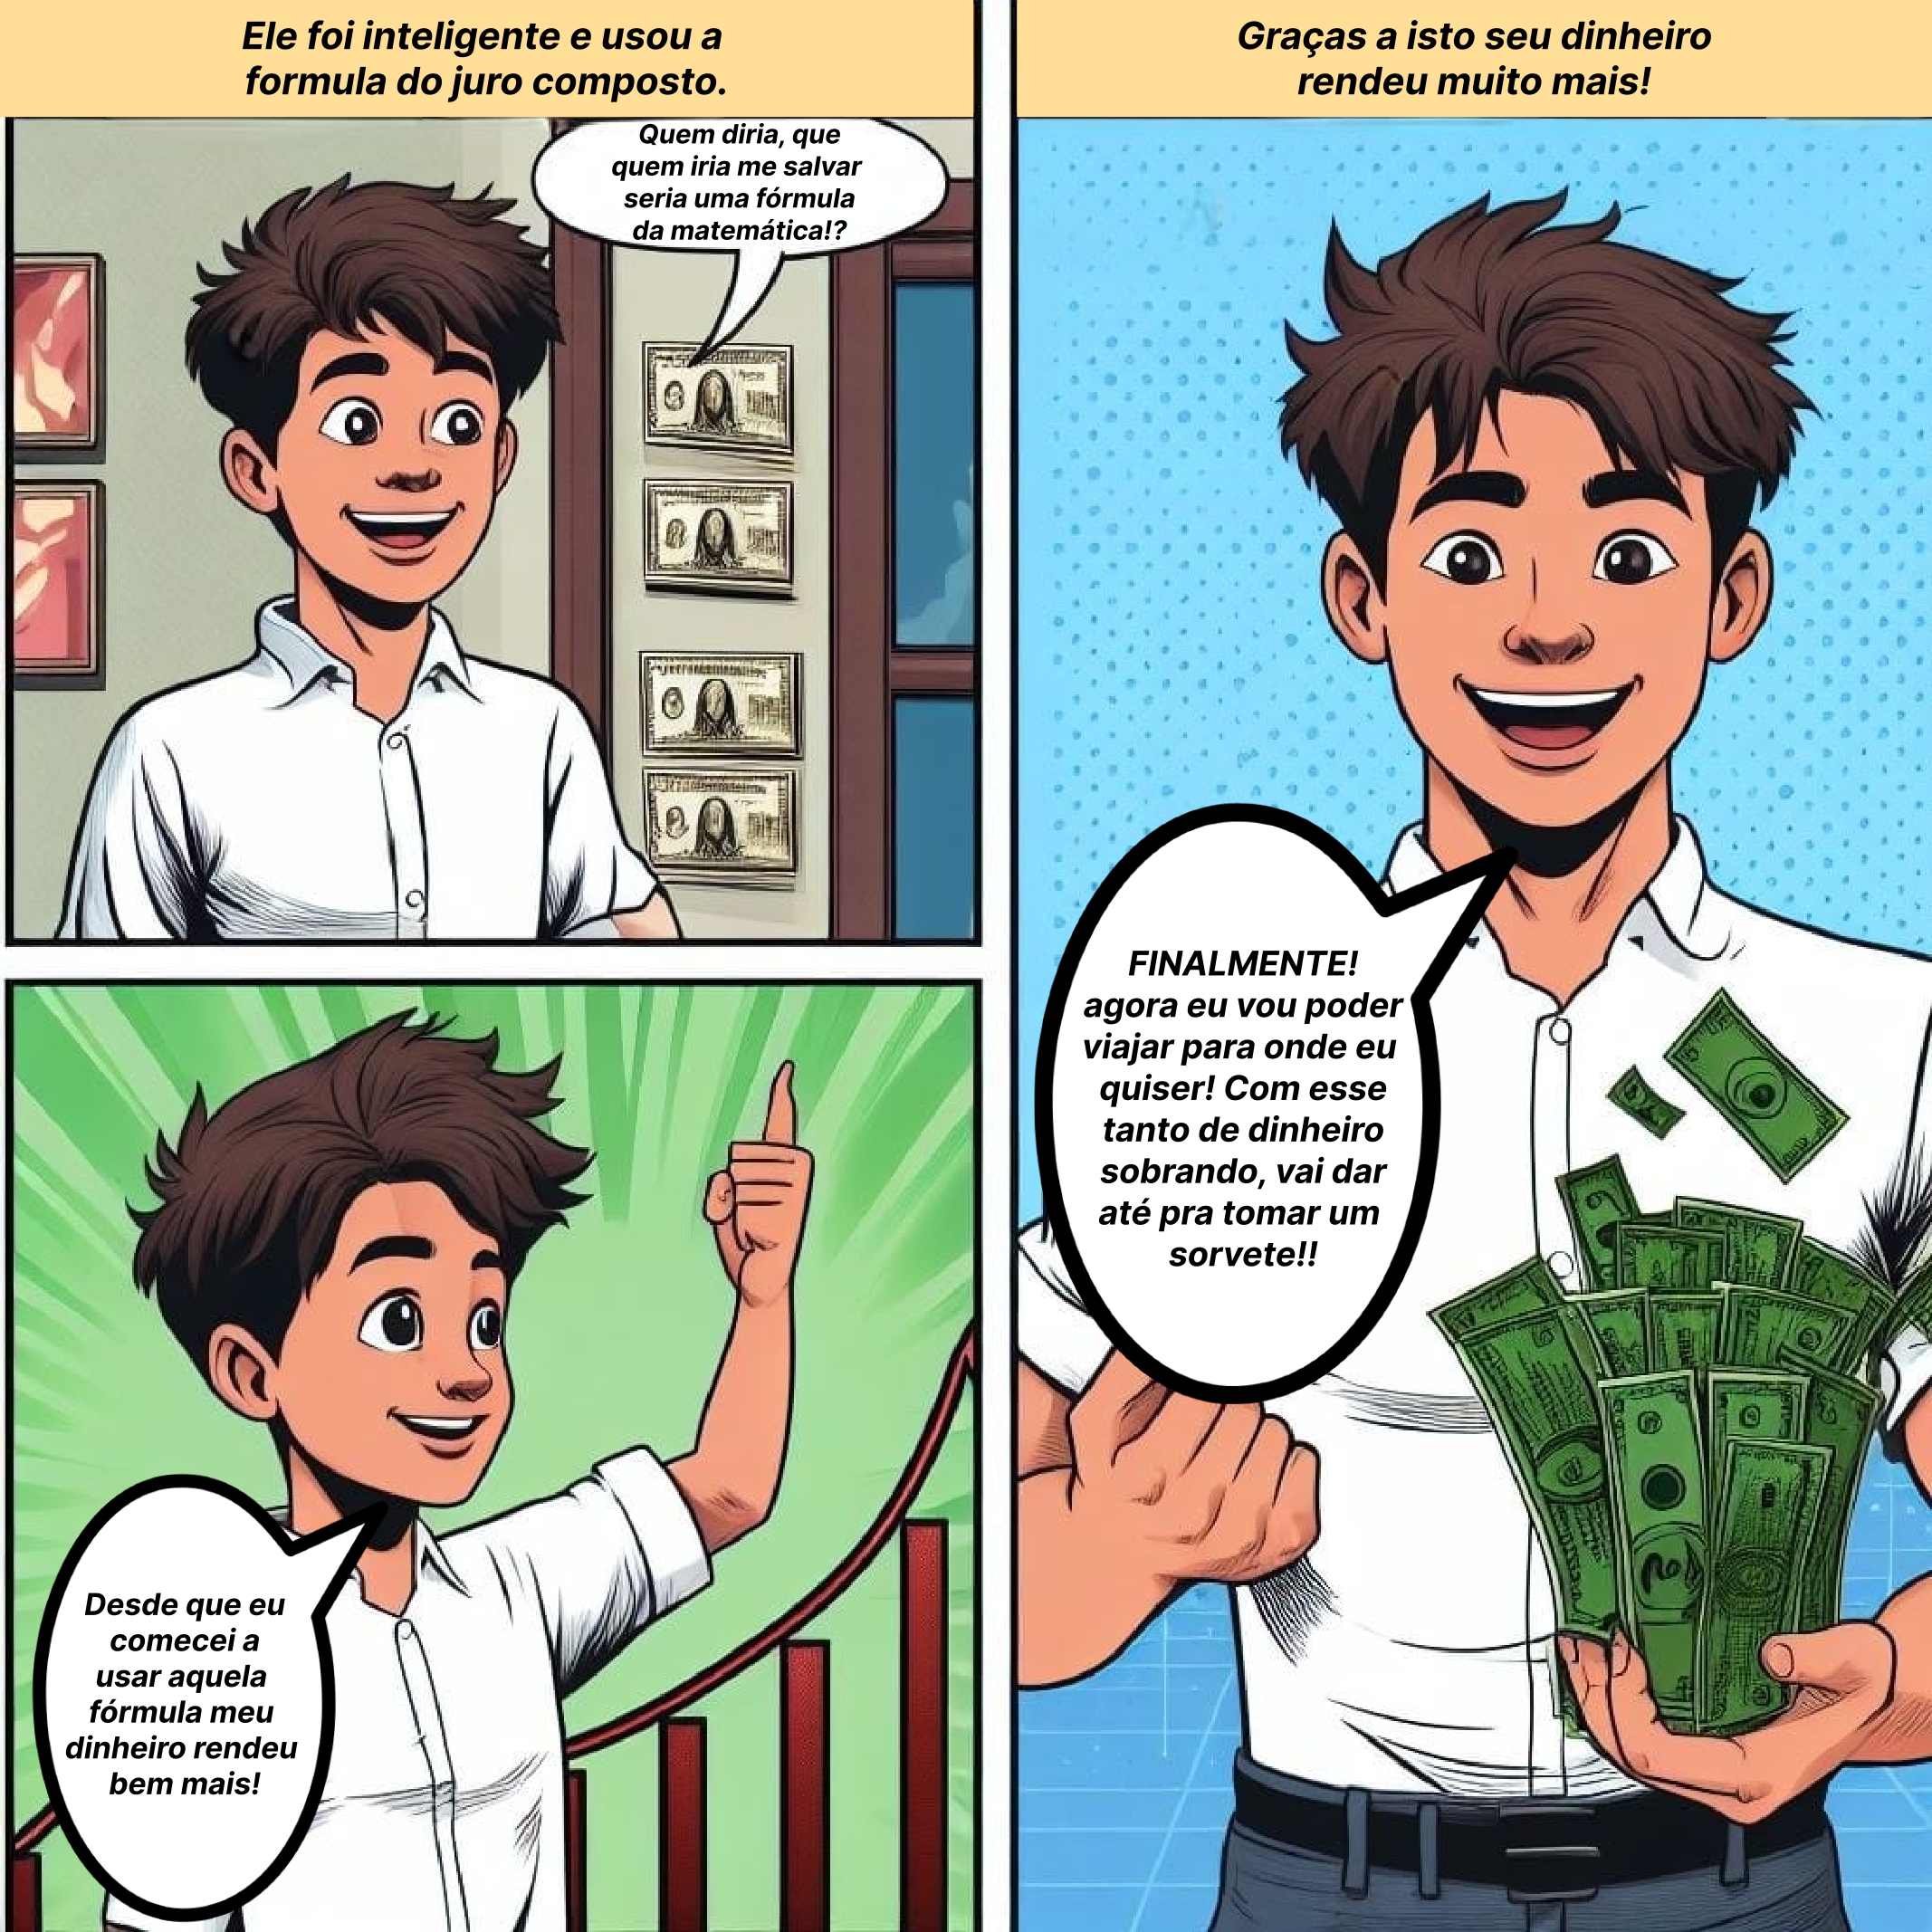 Ele foi inteligente e usou a
formula do juro composto.
Quem diria, que
quem iria me salvar
seria uma fórmula
da matemática!?
Desde que eu
comecei a
usar aquela
fórmula meu
dinheiro rendeu
bem mais!
Graças a isto seu dinheiro
rendeu muito mais!
FINALMENTE!
agora eu vou poder
viajar para onde eu
quiser! Com esse
tanto de dinheiro
sobrando, vai dar
até pra tomar um
sorvete!!